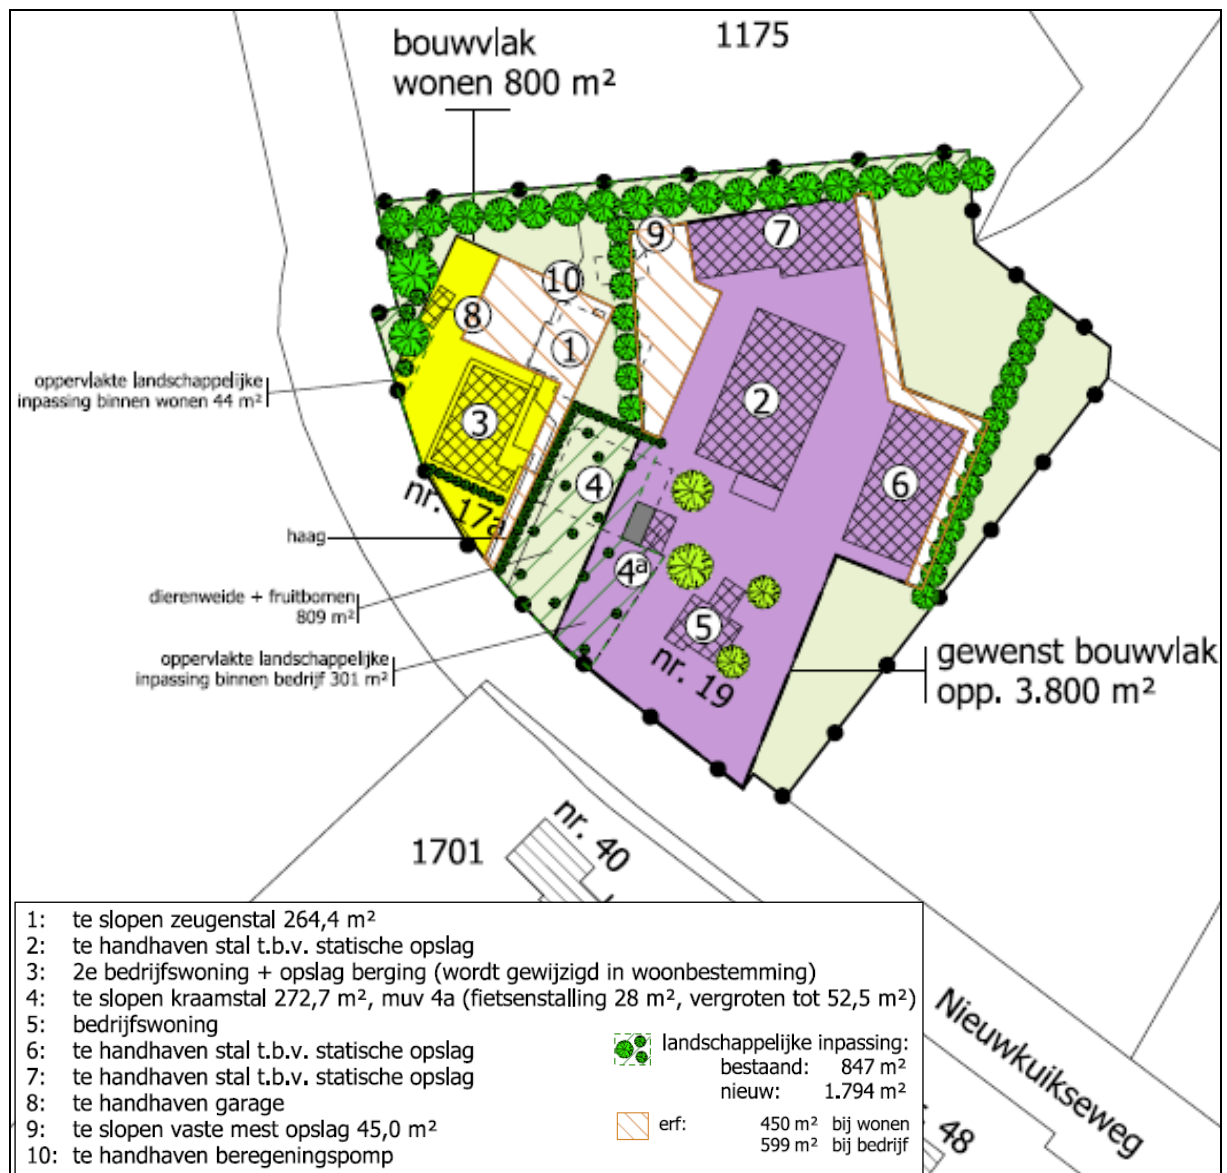 bouwvlak
wonen 800 m²
1175
9
7
10
8
1
oppervlakte landschappelijke
inpassing binnen wonen 44 m²
3
2
4
6
nr. 17a
haag
4a
dierenweide + fruitbomen
809 m²
5
oppervlakte landschappelijke
inpassing binnen bedrijf 301 m²
nr. 19
gewenst bouwvlak
opp. 3.800 m²
nr. 40
1701
1: te slopen zeugenstal 264,4 m²
2: te handhaven stal t.b.v. statische opslag
3: 2e bedrijfswoning + opslag berging (wordt gewijzigd in woonbestemming)
4: te slopen kraamstal 272,7 m², muv 4a (fietsenstalling 28 m², vergroten tot 52,5 m²)
5: bedrijfswoning
6: te handhaven stal t.b.v. statische opslag
7: te handhaven stal t.b.v. statische opslag
8: te handhaven garage
9: te slopen vaste mest opslag 45,0 m²
10: te handhaven beregeningspomp
landschappelijke inpassing:
bestaand: 847 m²
nieuw: 1.794 m²
erf: 450 m² bij wonen
599 m² bij bedrijf
Nieuwkuikseweg
48